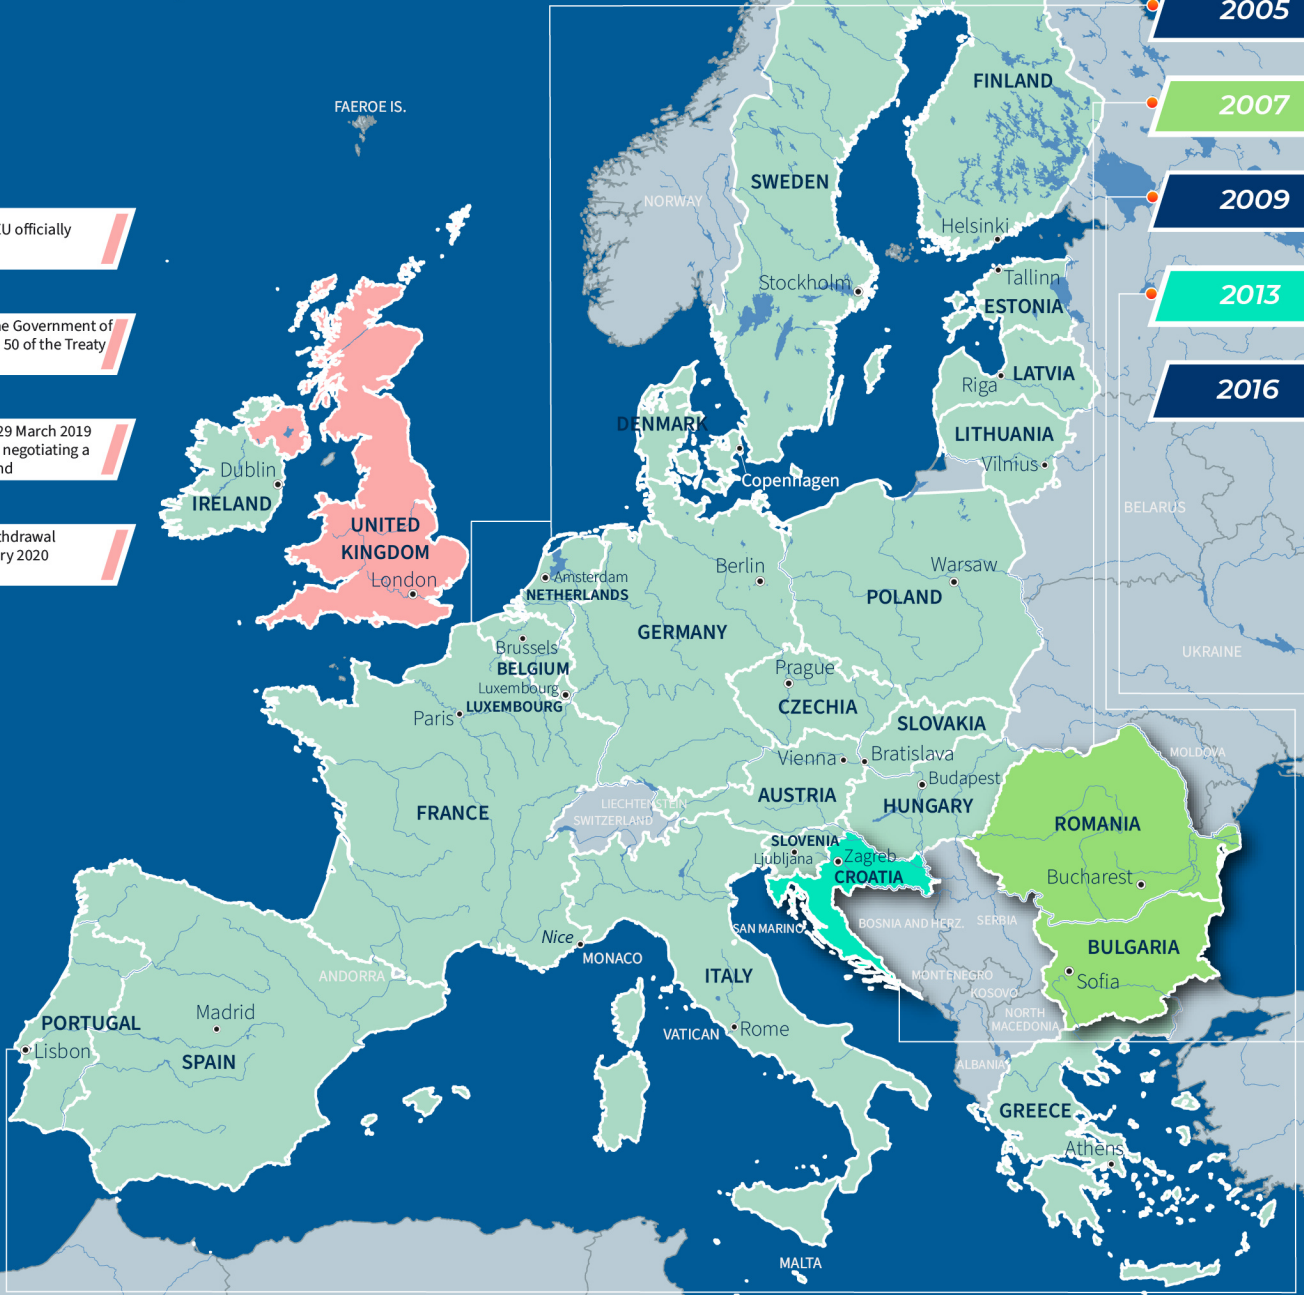 2005
FINLAND
2007
FAEROE IS.
SWEDEN
NORWAY
2009
EU officially
Helsinki
Stockholm
Tallinn
ESTONIA
2013
he Government of
50 of the Treaty
Riga
LATVIA
2016
DENMARK
LITHUANIA
29 March 2019
negotiating a
nd
Dublin
Vilnius
Copenhagen
IRELAND
BELARUS
UNITED
KINGDOM
thdrawal
ry 2020
London
Amsterdam
NETHERLANDS
Berlin
Warsaw
POLAND
GERMANY
Brussels
BELGIUM
UKRAINE
Luxembourg
LUXEMBOURG
Prague
CZECHIA
Paris
SLOVAKIA
Vienna
Bratislava
MOLDOVA
Budapest
AUSTRIA
HUNGARY
LIECHTENSTEIN
SWITZERLAND
FRANCE
ROMANIA
SLOVENIA
Ljubljana
Zagreb
CROATIA
Bucharest
BOSNIA AND HERZ.
SERBIA
SAN MARINO
Nice
MONACO
BULGARIA
ANDORRA
ITALY
MONTENEGRO
Sofia
KOSOVO
Madrid
PORTUGAL
NORTH
MACEDONIA
VATICAN
Rome
Lisbon
SPAIN
ALBANIA
GREECE
Athens
MALTA